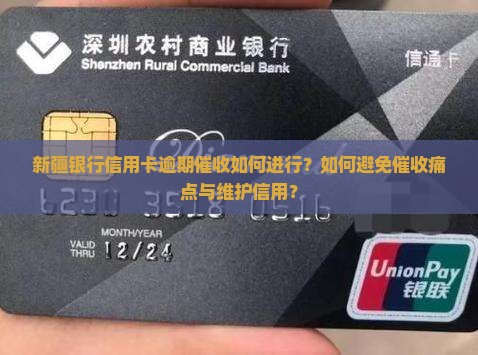 深圳农村商业银行
Shenzhen Rural Commercial Bank
信通卡
新疆银行信用卡逾期催收如何进行？如何避免催收痛
点与维护信用？
MONTH/YEAR
VALID
THRU
12/24
UnionPay
银联